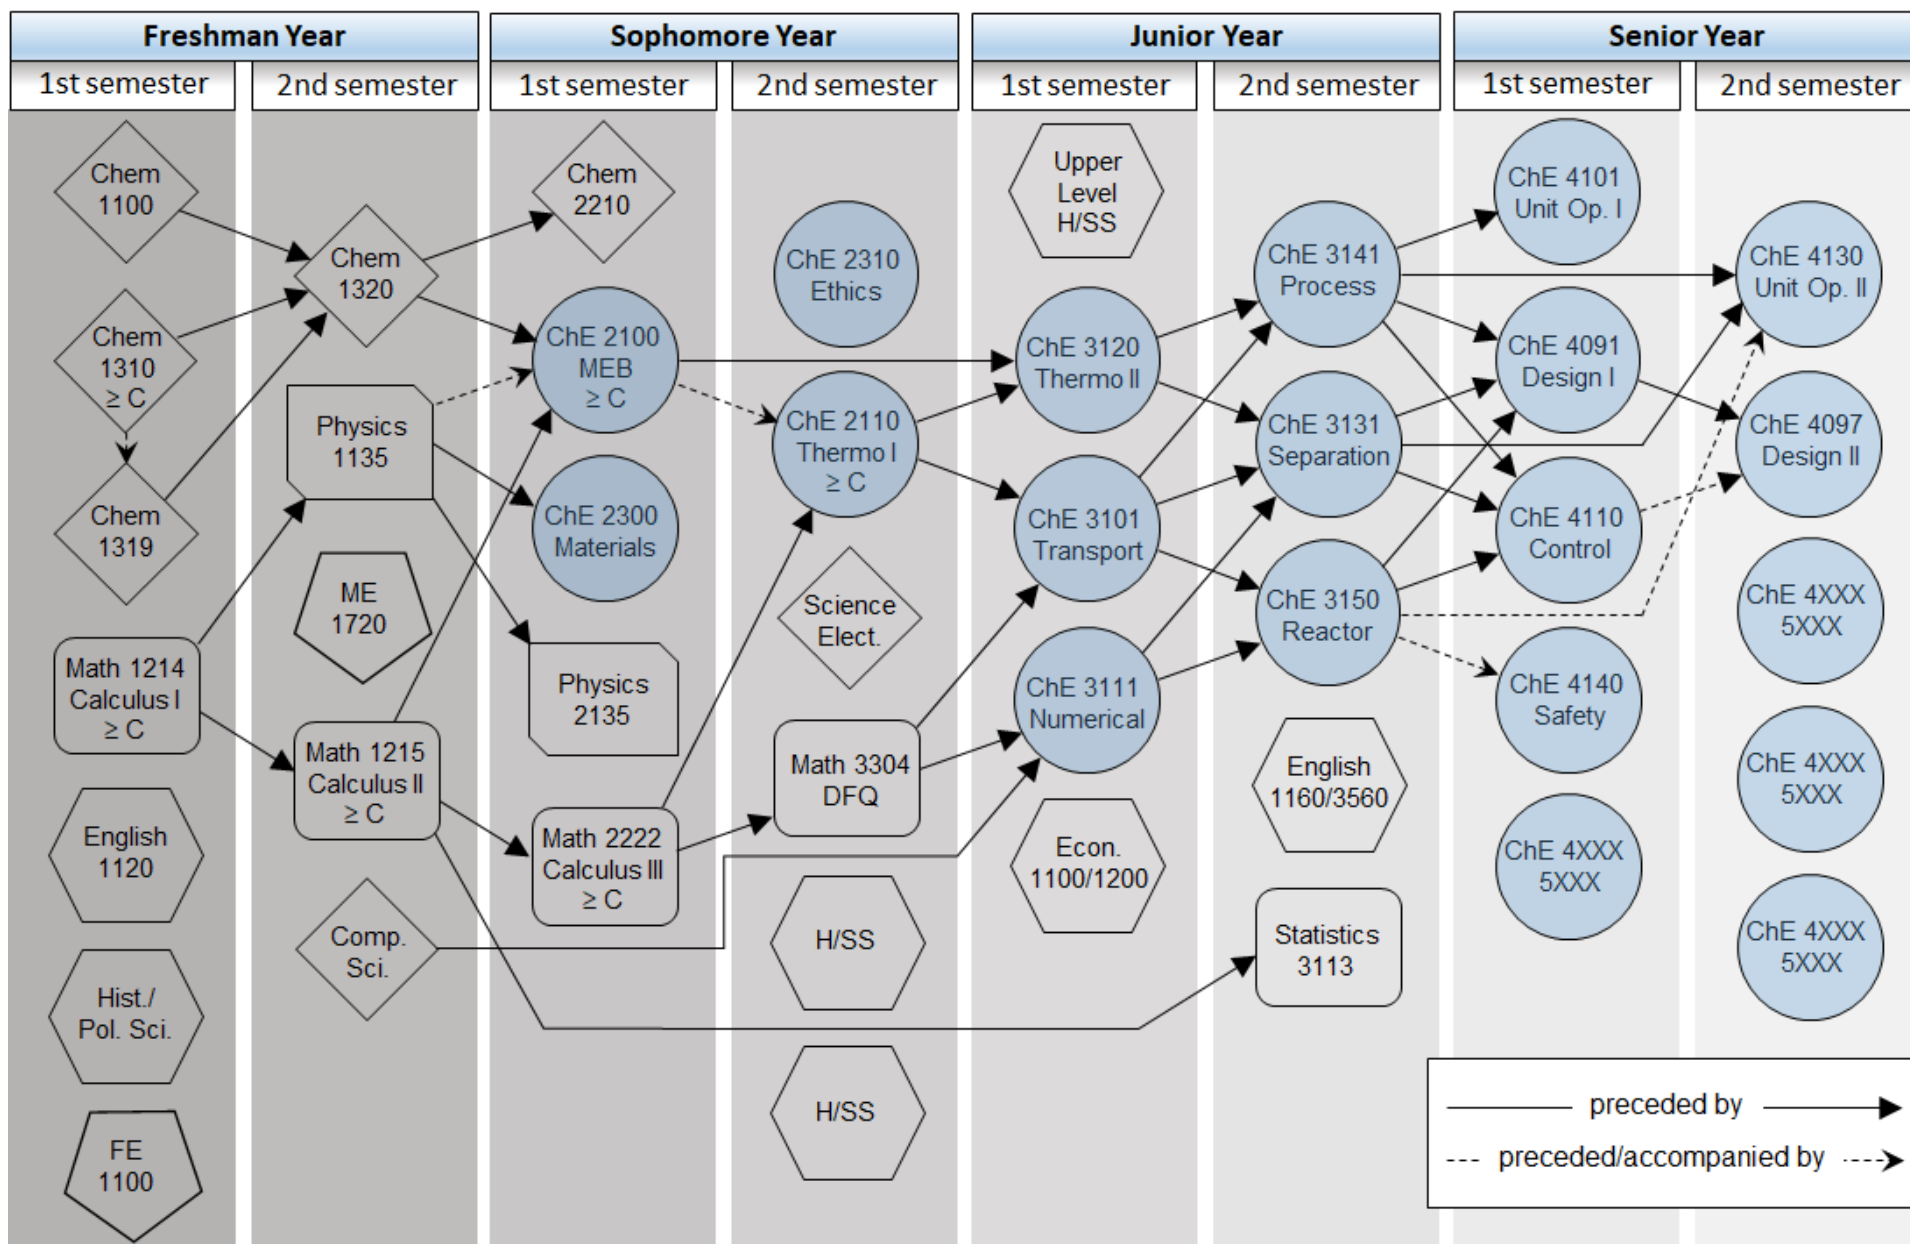 Freshman Year
Sophomore Year
Junior Year
Senior Year
1st semester
2nd semester
1st semester
2nd semester
1st semester
2nd semester
1st semester
2nd semester
Chem
1100
Chem
1310
≥ C
Chem
1319
Math 1214
Calculus I
≥ C
English
1120
Hist./
Pol. Sci.
FE
1100
Chem
1320
Physics
1135
ME
1720
Math 1215
Calculus II
≥ C
Comp.
Sci.
Chem
2210
ChE 2100
MEB
≥ C
ChE 2300
Materials
Physics
2135
Math 2222
Calculus III
≥ C
ChE 2310
Ethics
ChE 2110
Thermo I
≥ C
Science
Elect.
Math 3304
DFQ
H/SS
H/SS
Upper
Level
H/SS
ChE 3120
Thermo II
ChE 3101
Transport
ChE 3111
Numerical
Econ.
1100/1200
ChE 3141
Process
ChE 3131
Separation
ChE 3150
Reactor
English
1160/3560
Statistics
3113
ChE 4101
Unit Op. I
ChE 4091
Design I
ChE 4110
Control
ChE 4140
Safety
ChE 4XXX
5XXX
ChE 4130
Unit Op. II
ChE 4097
Design II
ChE 4XXX
5XXX
ChE 4XXX
5XXX
ChE 4XXX
5XXX
preceded by
preceded/accompanied by